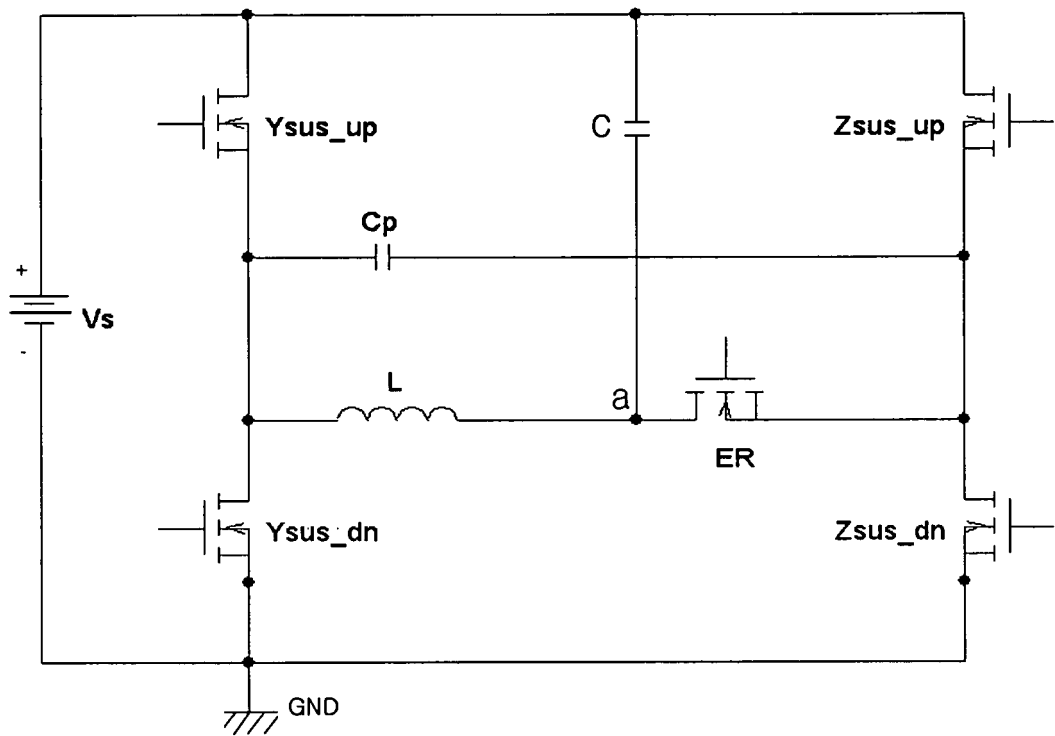 Ysus_up
C
Zsus_up
Cp
+
Vs
-
L
a
ER
Ysus_dn
Zsus_dn
GND